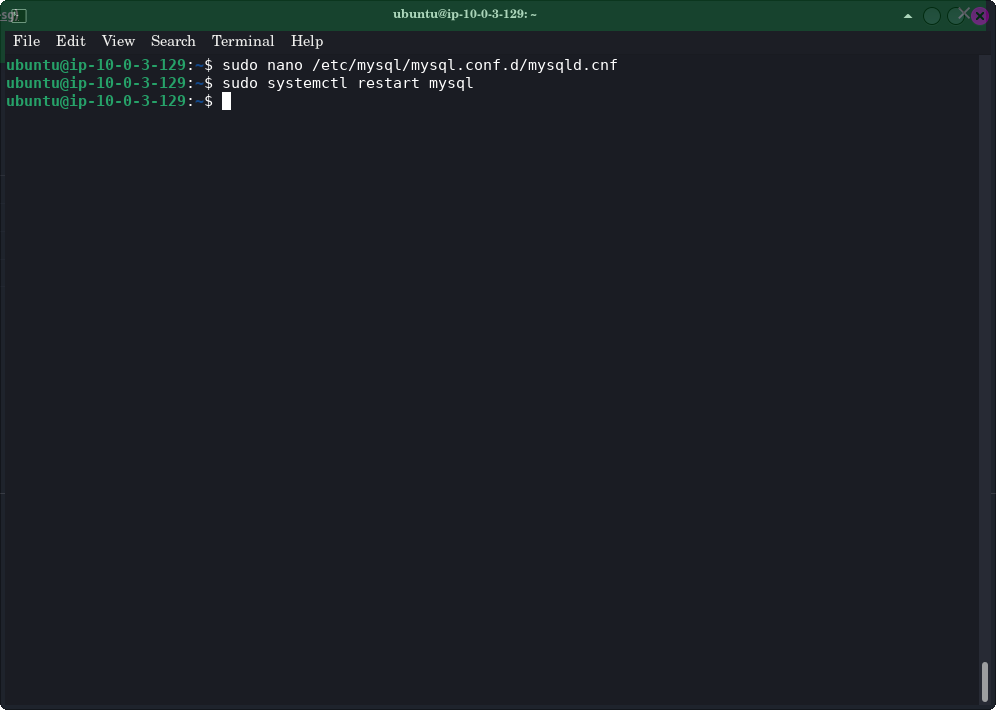 ubuntu@ip-10-0-3-129: ~
File Edit View Search Terminal Help
ubuntu@ip-10-0-3-129:~$ sudo nano /etc/mysql/mysql.conf.d/mysqld.cnf
ubuntu@ip-10-0-3-129:~$ sudo systemctl restart mysql
ubuntu@ip-10-0-3-129:~$